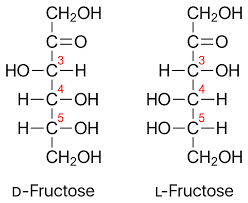 CH₂OH CH₂OH
C=O C=O
3 3
HO–C–H H–C–OH
4 4
H–C–OH HO–C–H
5 5
H–C–OH HO–C–H
CH₂OH CH₂OH
D-Fructose L-Fructose